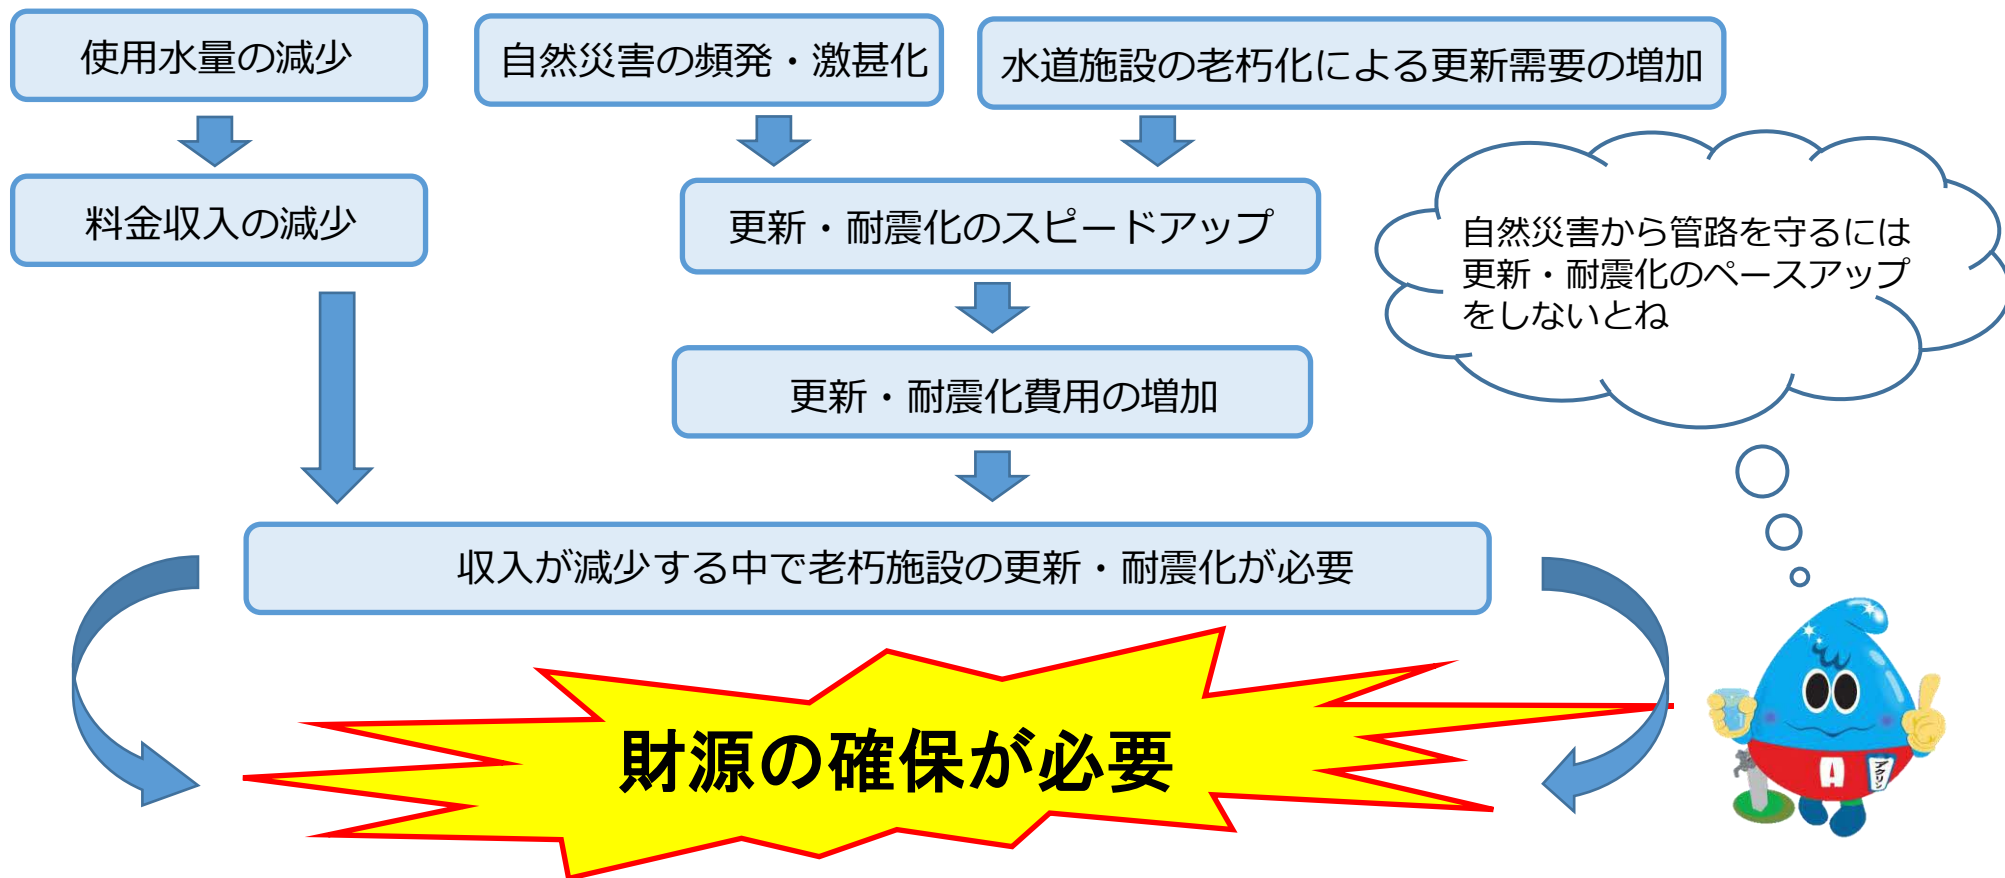 使用水量の減少
自然災害の頻発・激甚化
水道施設の老朽化による更新需要の増加
料金収入の減少
更新・耐震化のスピードアップ
自然災害から管路を守るには
更新・耐震化のペースアップ
をしないとね
更新・耐震化費用の増加
収入が減少する中で老朽施設の更新・耐震化が必要
財源の確保が必要
A
アクリン